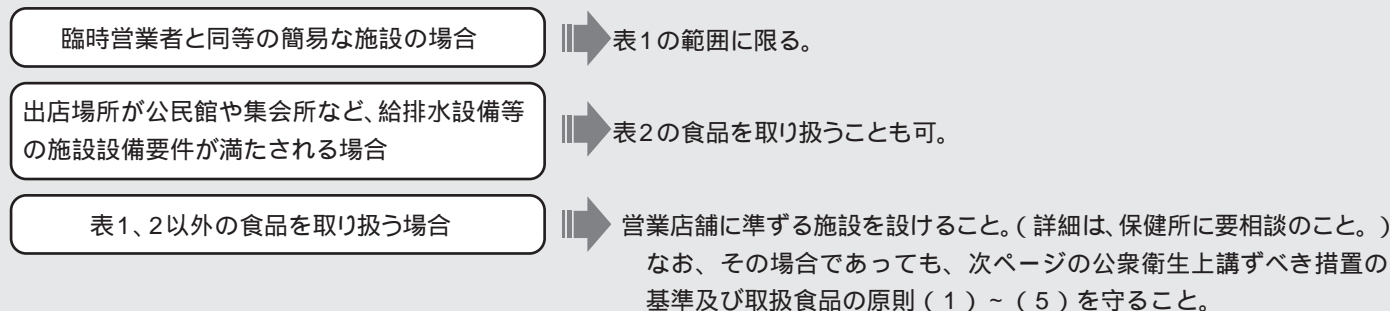 臨時営業者と同等の簡易な施設の場合
表1の範囲に限る。
出店場所が公民館や集会所など、給排水設備等
の施設設備要件が満たされる場合
表2の食品を取り扱うことも可。
表1、2以外の食品を取り扱う場合
営業店舗に準ずる施設を設けること。(詳細は、保健所に要相談のこと。)
なお、その場合であっても、次ページの公衆衛生上講ずべき措置の
基準及び取扱食品の原則(1)~(5)を守ること。